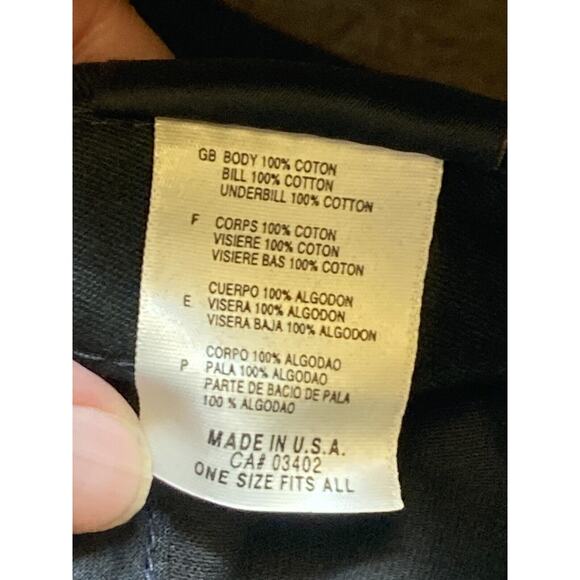 GB BODY 100% COTON
BILL 100% COTTON
UNDERBILL 100% COTTON
F CORPS 100% COTON
VISIERE 100% COTON
VISIERE BAS 100% COTON
CUERPO 100% ALGODON
E VISERA 100% ALGODON
VISERA BAJA 100% ALGODON
CORPO 100% ALGODAO
P PALA 100% ALGODAO
PARTE DE BACIO DE PALA
100 % ALGODAO
MADE IN U.S.A.
CA# 03402
ONE SIZE FITS ALL